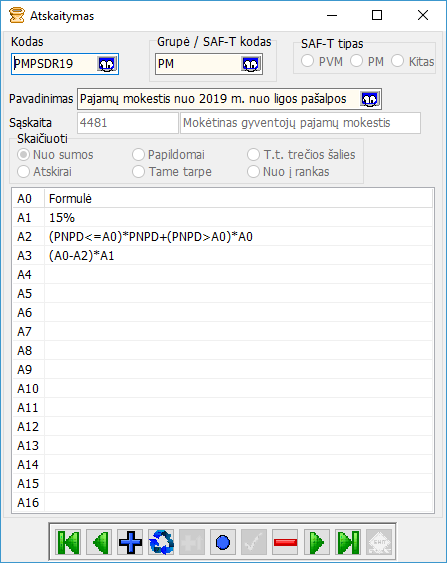 Atskaitymas
Kodas
Grupė / SAF-T kodas
SAF-T tipas
PMPSDR19
PM
PVM
PM
Kitas
Pavadinimas
Pajamų mokestis nuo 2019 m. nuo ligos pašalpos
Sąskaita
4481
Mokėtinas gyventojų pajamų mokestis
Skaičiuoti
Nuo sumos
Papildomai
T.t. trečios šalies
Atskirai
Tame tarpe
Nuo į rankas
A0 Formulė
A1 15%
A2 (PNPD<=A0)*PNPD+(PNPD>A0)*A0
A3 (A0-A2)*A1
A4
A5
A6
A7
A8
A9
A10
A11
A12
A13
A14
A15
A16